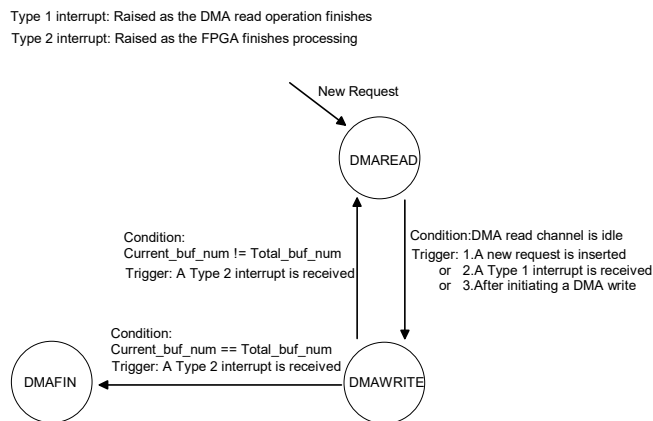 Type 1 interrupt: Raised as the DMA read operation finishes
Type 2 interrupt: Raised as the FPGA finishes processing
New Request
DMAREAD
Condition:
Current_buf_num != Total_buf_num
Trigger: A Type 2 interrupt is received
Condition:DMA read channel is idle
Trigger: 1.A new request is inserted
or 2.A Type 1 interrupt is received
or 3.After initiating a DMA write
Condition:
Current_buf_num == Total_buf_num
Trigger: A Type 2 interrupt is received
DMAFIN
DMAWRITE